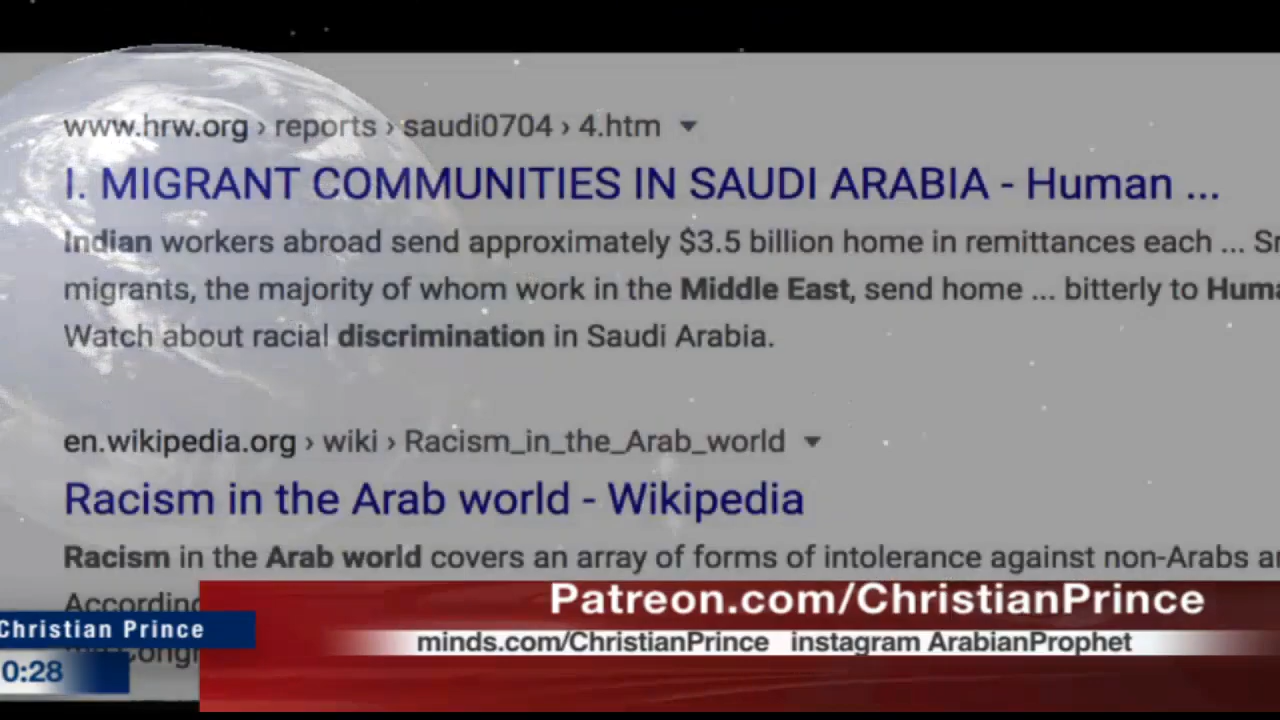 www.hrw.org › reports › saudi0704 › 4.htm
I. MIGRANT COMMUNITIES IN SAUDI ARABIA - Human ...
Indian workers abroad send approximately $3.5 billion home in remittances each ...
migrants, the majority of whom work in the Middle East, send home ... bitterly to
Watch about racial discrimination in Saudi Arabia.
en.wikipedia.org › wiki › Racism_in_the_Arab_world
Racism in the Arab world - Wikipedia
Racism in the Arab world covers an array of forms of intolerance against non-Arabs
Patreon.com/ChristianPrince
Christian Prince
minds.com/ChristianPrince instagram ArabianProphet
0:28